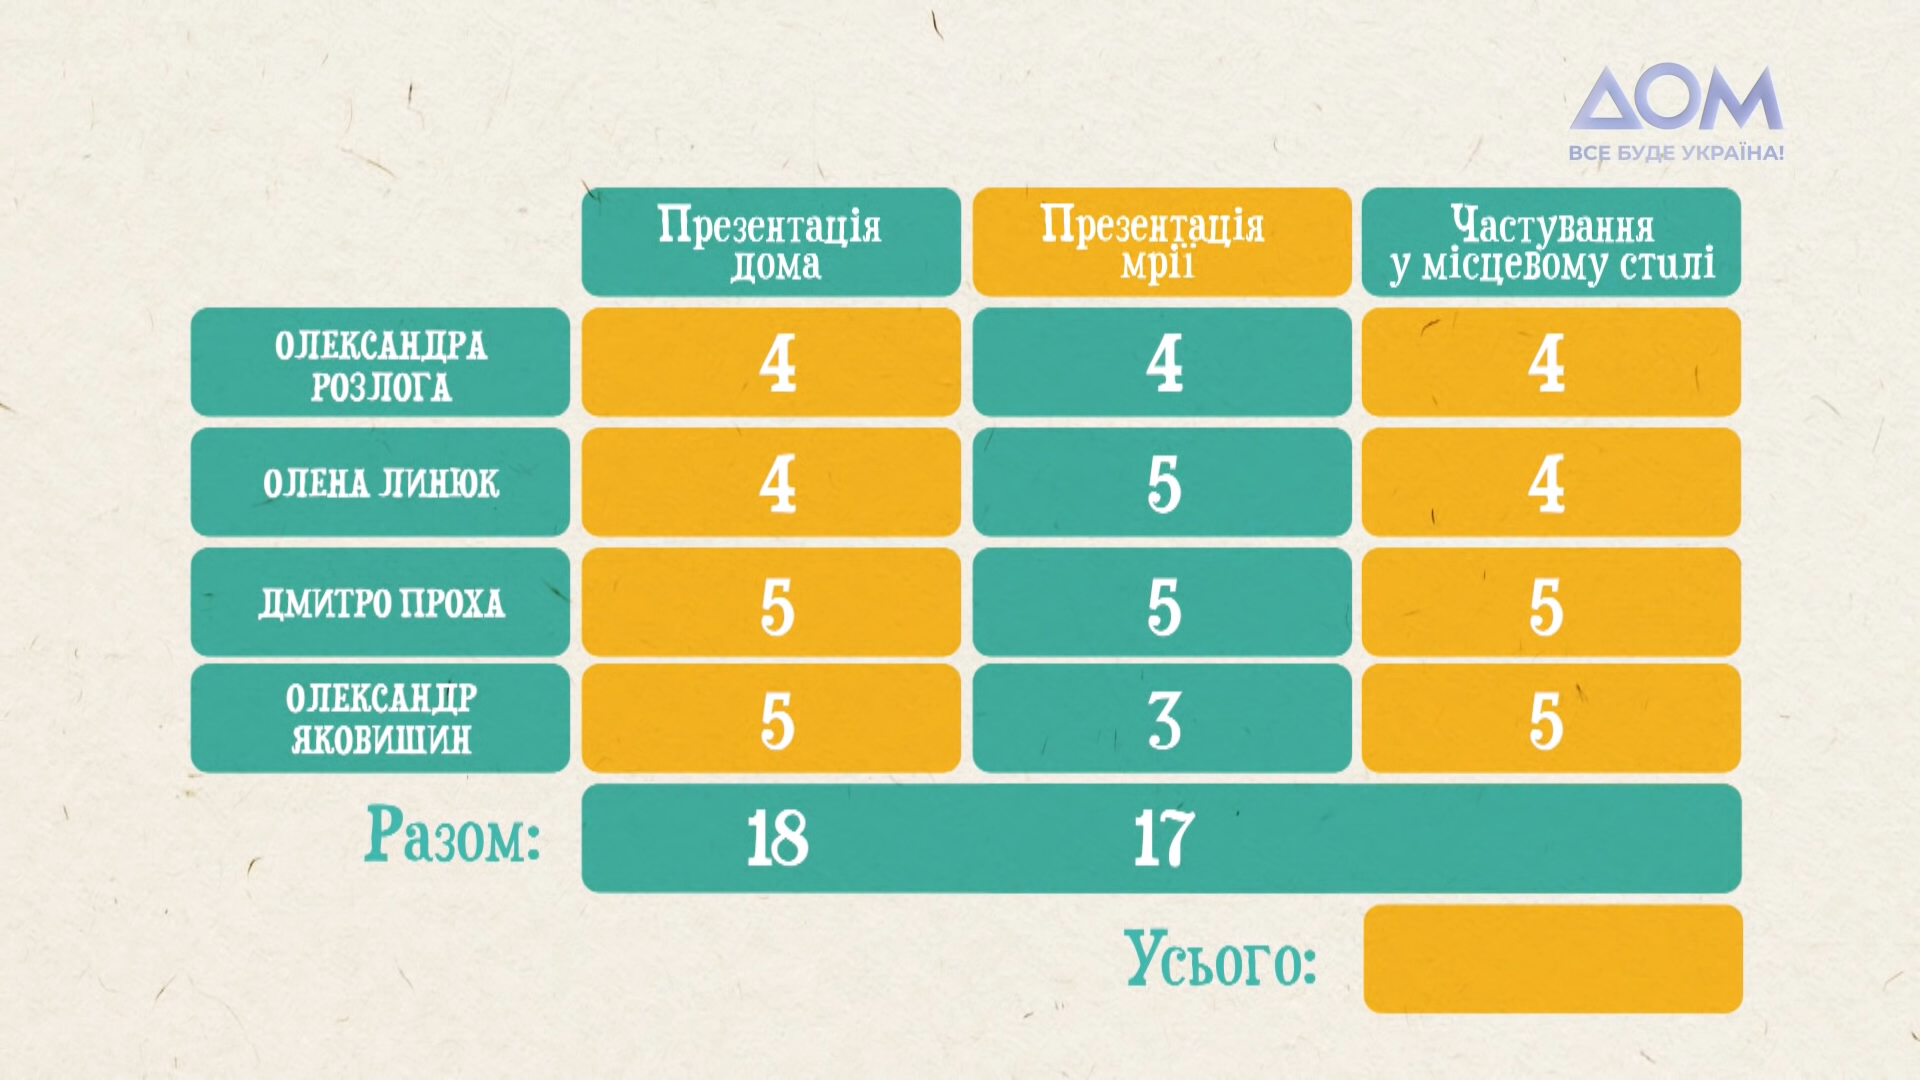 ДОМ
ВСЕ БУДЕ УКРАЇНА!
Презентація
дома
Презентація
мрії
Частування
у місцевому стилі
ОЛЕКСАНДРА
РОЗЛОГА
4
4
4
ОЛЕНА ЛИНЮК
4
5
4
ДМИТРО ПРОХА
5
5
5
ОЛЕКСАНДР
ЯКОВИШИН
5
3
5
Разом:
18
17
Усього: